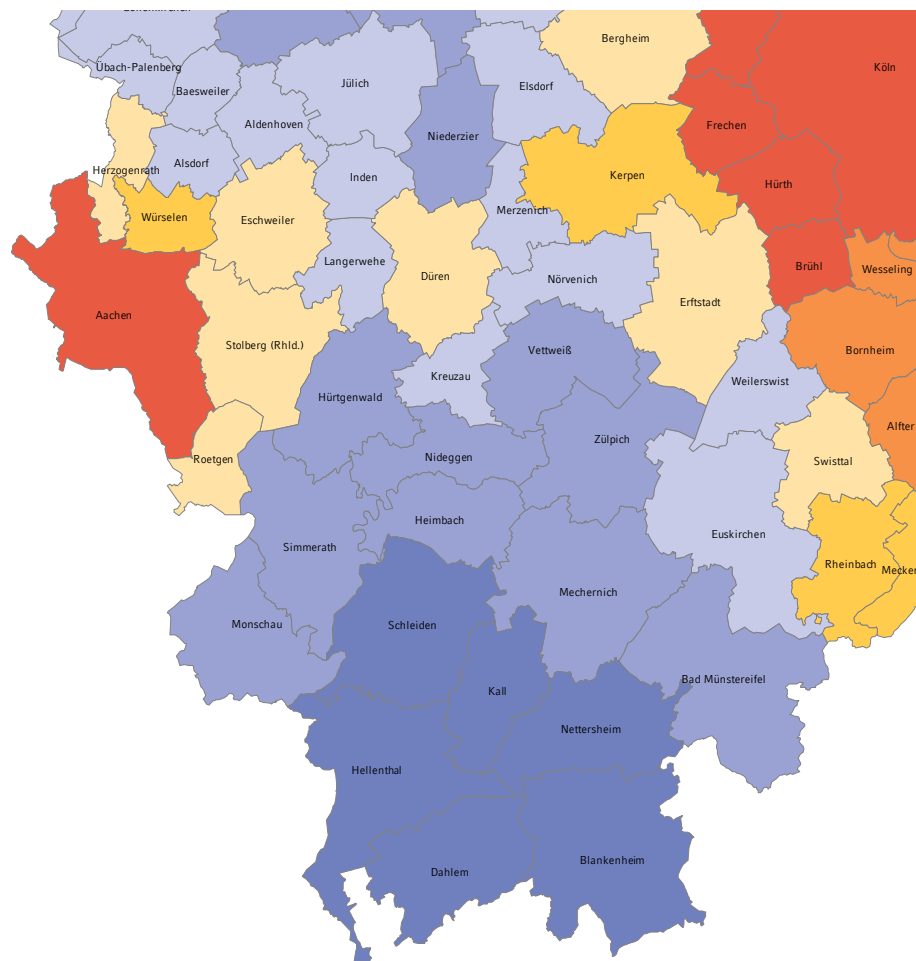 Bergheim
Köln
Übach-Palenberg
Jülich
Elsdorf
Baesweiler
Aldenhoven
Niederzier
Frechen
Herzogenrath
Alsdorf
Inden
Kerpen
Hürth
Würselen
Eschweiler
Merzenich
Langerwehe
Düren
Nörvenich
Brühl
Wesseling
Erftstadt
Aachen
Stolberg (Rhld.)
Vettweiß
Bornheim
Kreuzau
Weilerswist
Hürtgenwald
Zülpich
Alfter
Roetgen
Nideggen
Swisttal
Heimbach
Euskirchen
Simmerath
Rheinbach
Mecken
Mechernich
Monschau
Schleiden
Bad Münstereifel
Kall
Nettersheim
Hellenthal
Blankenheim
Dahlem